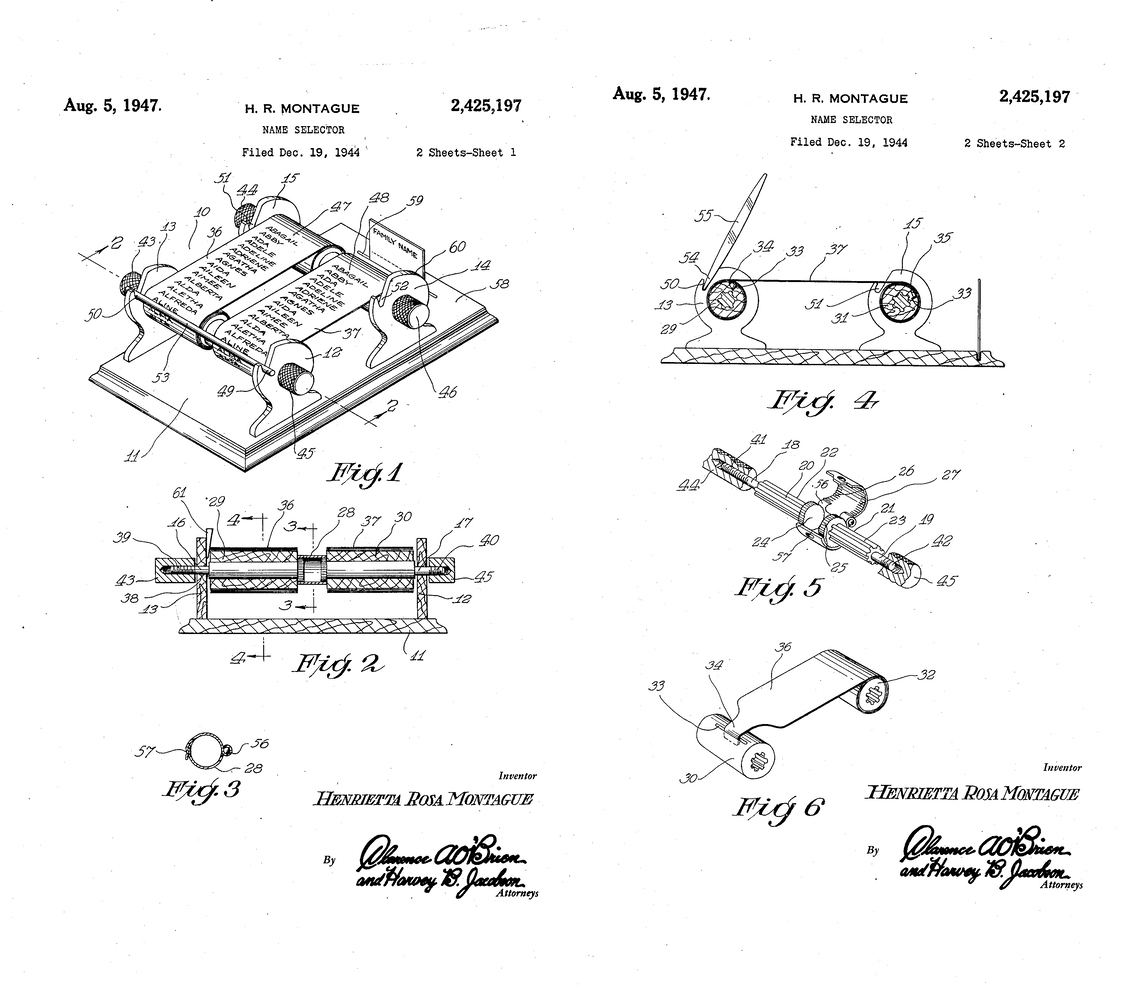 Aug. 5, 1947.
H. R. MONTAGUE
2,425,197
NAME SELECTOR
Filed Dec. 19, 1944
2 Sheets-Sheet 1
51
44
15
47
48
59
10
36
13
43
2
FAMILY NAME
60
14
58
52
ABAGAIL
ABBY
ADA
ADELE
ADELINE
ADRIENE
AGATHA
AGNES
AIDA
AILEEN
AIMEE
ALBERTA
ALDA
ALETHA
ALFREDA
ALINE
ABAGAIL
ABBY
ADA
ADELE
ADELINE
ADRIENE
AGATHA
AGNES
AILEEN
AIMEE
ALBERTA
ALDA
ALETHA
ALFREDA
ALINE
50
37
12
53
49
46
2
11
45
Fig. 1
61
29
4
36
3
28
37
30
17
16
39
40
43
45
38
13
3
12
4
11
Fig. 2
57
56
28
Fig. 3
Inventor
HENRIETTA ROSA MONTAGUE
By
Clarence A. O'Brien
and Harvey B. Jacobson
Attorneys
Aug. 5, 1947.
H. R. MONTAGUE
2,425,197
NAME SELECTOR
Filed Dec. 19, 1944
2 Sheets-Sheet 2
55
15
34
33
37
35
54
50
51
13
33
29
31
Fig. 4
41
18
20
22
56
26
27
44
21
23
19
24
42
57
25
45
Fig. 5
36
34
33
32
30
Fig 6
Inventor
HENRIETTA ROSA MONTAGUE
By
Clarence A. O'Brien
and Harvey B. Jacobson
Attorneys